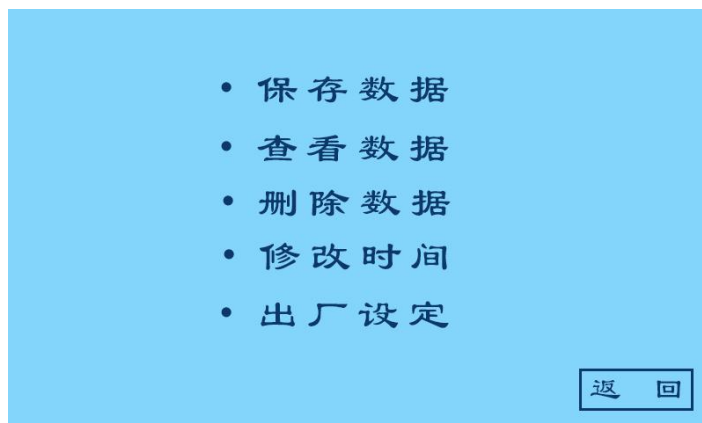 • 保存数据
• 查看数据
• 删除数据
• 修改时间
• 出厂设定
返 回